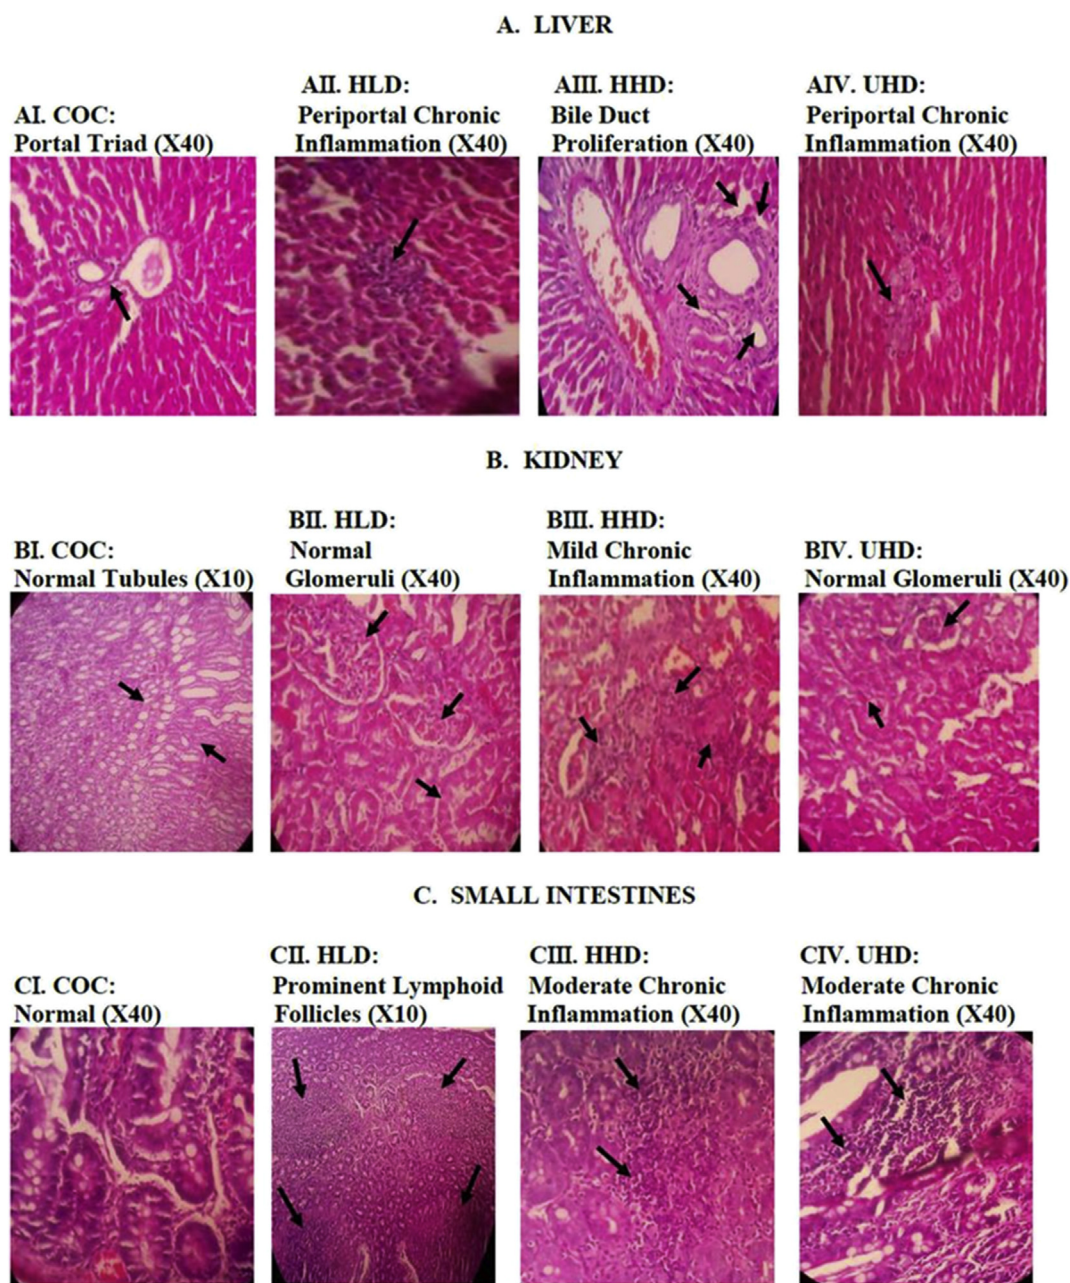 A. LIVER
AI. COC:
Portal Triad (X40)
AII. HLD:
Periportal Chronic
Inflammation (X40)
AIII. HHD:
Bile Duct
Proliferation (X40)
AIV. UHD:
Periportal Chronic
Inflammation (X40)
B. KIDNEY
BI. COC:
Normal Tubules (X10)
BII. HLD:
Normal
Glomeruli (X40)
BIII. HHD:
Mild Chronic
Inflammation (X40)
BIV. UHD:
Normal Glomeruli (X40)
C. SMALL INTESTINES
CI. COC:
Normal (X40)
CII. HLD:
Prominent Lymphoid
Follicles (X10)
CIII. HHD:
Moderate Chronic
Inflammation (X40)
CIV. UHD:
Moderate Chronic
Inflammation (X40)